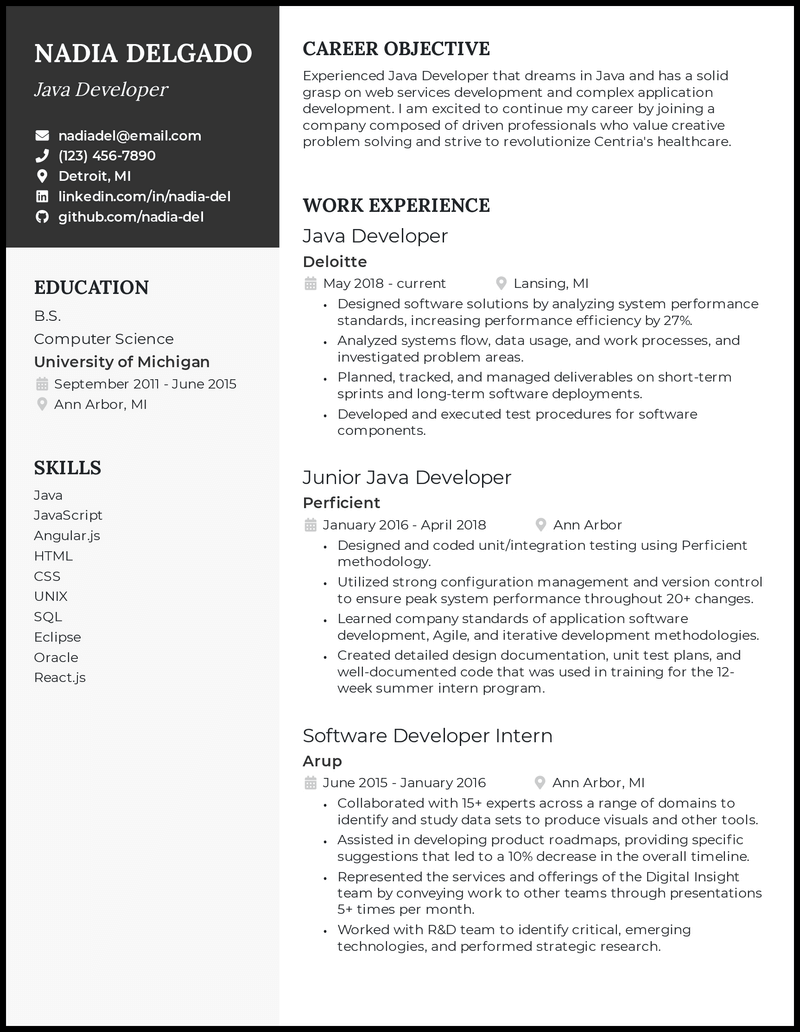 NADIA DELGADO
Java Developer
nadiadel@email.com
(123) 456-7890
Detroit, MI
linkedin.com/in/nadia-del
github.com/nadia-del
EDUCATION
B.S.
Computer Science
University of Michigan
September 2011 - June 2015
Ann Arbor, MI
SKILLS
Java
JavaScript
Angular.js
HTML
CSS
UNIX
SQL
Eclipse
Oracle
React.js
CAREER OBJECTIVE
Experienced Java Developer that dreams in Java and has a solid
grasp on web services development and complex application
development. I am excited to continue my career by joining a
company composed of driven professionals who value creative
problem solving and strive to revolutionize Centria's healthcare.
WORK EXPERIENCE
Java Developer
Deloitte
May 2018 - current Lansing, MI
• Designed software solutions by analyzing system performance
standards, increasing performance efficiency by 27%.
• Analyzed systems flow, data usage, and work processes, and
investigated problem areas.
• Planned, tracked, and managed deliverables on short-term
sprints and long-term software deployments.
• Developed and executed test procedures for software
components.
Junior Java Developer
Perficient
January 2016 - April 2018 Ann Arbor
• Designed and coded unit/integration testing using Perficient
methodology.
• Utilized strong configuration management and version control
to ensure peak system performance throughout 20+ changes.
• Learned company standards of application software
development, Agile, and iterative development methodologies.
• Created detailed design documentation, unit test plans, and
well-documented code that was used in training for the 12-
week summer intern program.
Software Developer Intern
Arup
June 2015 - January 2016 Ann Arbor, MI
• Collaborated with 15+ experts across a range of domains to
identify and study data sets to produce visuals and other tools.
• Assisted in developing product roadmaps, providing specific
suggestions that led to a 10% decrease in the overall timeline.
• Represented the services and offerings of the Digital Insight
team by conveying work to other teams through presentations
5+ times per month.
• Worked with R&D team to identify critical, emerging
technologies, and performed strategic research.